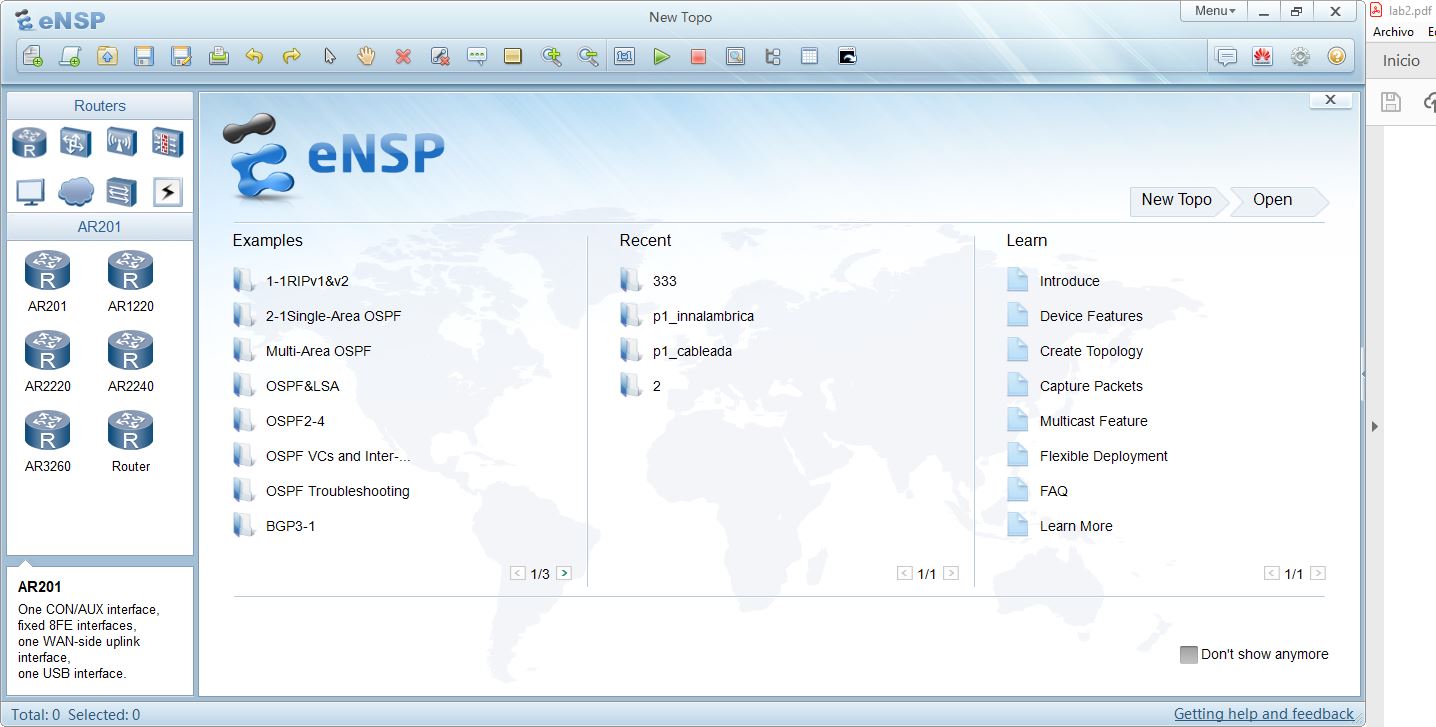 eNSP
New Topo
Menu
lab2.pdf
Archivo
Inicio
Routers
R
AR201
R
AR201
R
AR1220
R
AR2220
R
AR2240
R
AR3260
R
Router
AR201
One CON/AUX interface,
fixed 8FE interfaces,
one WAN-side uplink
interface,
one USB interface.
eNSP
New Topo
Open
Examples
1-1RIPv1&v2
2-1Single-Area OSPF
Multi-Area OSPF
OSPF&LSA
OSPF2-4
OSPF VCs and Inter-...
OSPF Troubleshooting
BGP3-1
< 1/3 >
Recent
333
p1_innalambrica
p1_cableada
2
< 1/1 >
Learn
Introduce
Device Features
Create Topology
Capture Packets
Multicast Feature
Flexible Deployment
FAQ
Learn More
< 1/1 >
Don't show anymore
Total: 0 Selected: 0
Getting help and feedback